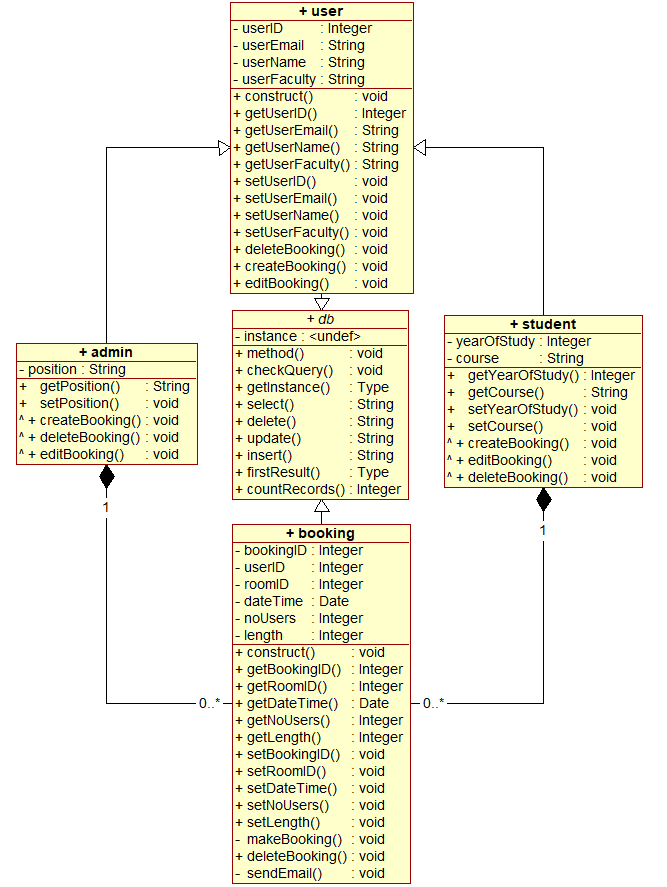 + user
- userID : Integer
- userEmail : String
- userName : String
- userFaculty : String
+ construct() : void
+ getUserID() : Integer
+ getUserEmail() : String
+ getUserName() : String
+ getUserFaculty() : String
+ setUserID() : void
+ setUserEmail() : void
+ setUserName() : void
+ setUserFaculty() : void
+ deleteBooking() : void
+ createBooking() : void
+ editBooking() : void
+ db
- instance : <undef>
+ method() : void
+ checkQuery() : void
+ getInstance() : Type
+ select() : String
+ delete() : String
+ update() : String
+ insert() : String
+ firstResult() : Type
+ countRecords() : Integer
+ admin
- position : String
+ getPosition() : String
+ setPosition() : void
^ + createBooking() : void
^ + deleteBooking() : void
^ + editBooking() : void
+ student
- yearOfStudy : Integer
- course : String
+ getYearOfStudy() : Integer
+ getCourse() : String
+ setYearOfStudy() : void
+ setCourse() : void
^ + createBooking() : void
^ + editBooking() : void
^ + deleteBooking() : void
1
1
+ booking
- bookingID : Integer
- userID : Integer
- roomID : Integer
- dateTime : Date
- noUsers : Integer
- length : Integer
+ construct() : void
+ getBookingID() : Integer
+ getRoomID() : Integer
+ getDateTime() : Date
+ getNoUsers() : Integer
+ getLength() : Integer
+ setBookingID() : void
+ setRoomID() : void
+ setDateTime() : void
+ setNoUsers() : void
+ setLength() : void
- makeBooking() : void
+ deleteBooking() : void
- sendEmail() : void
0..*
0..*